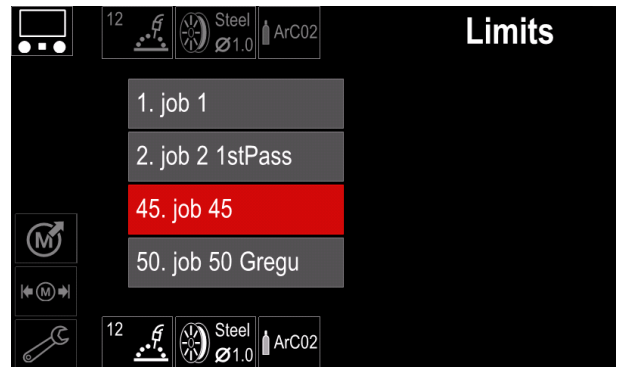 12
Steel
Ø1.0
ArC02
Limits
1. job 1
2. job 2 1stPass
45. job 45
50. job 50 Gregu
M
M
12
Steel
Ø1.0
ArC02